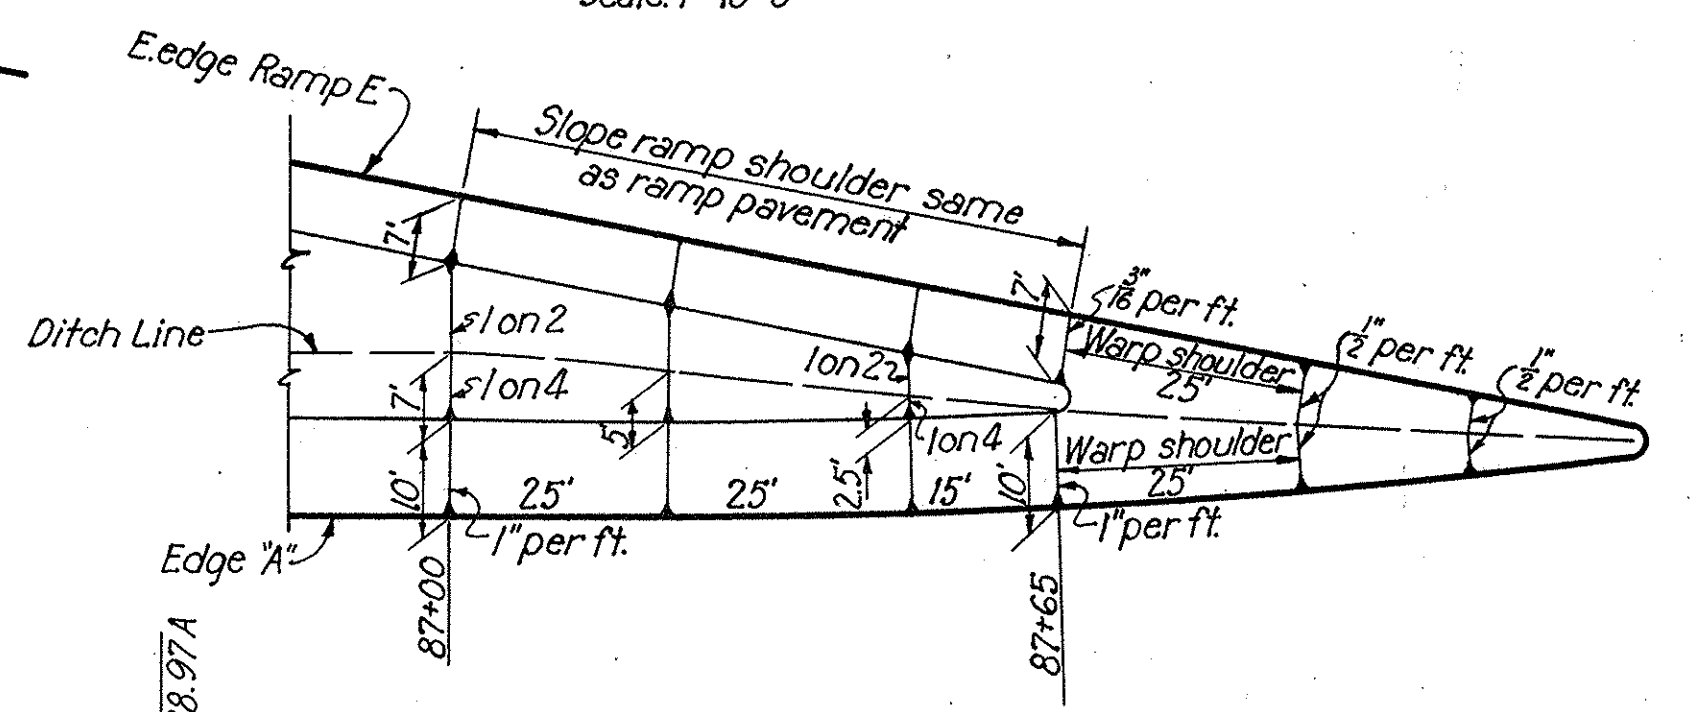 E.edge Ramp E
Slope ramp shoulder same
as ramp pavement
7'
7'
3/16" per ft.
Ditch Line
1 on 2
1 on 2
Warp shoulder
25'
1/2" per ft.
1/2" per ft.
7'
1 on 4
5'
1 on 4
Warp shoulder
25'
10'
25'
25'
2.5'
15'
10'
Edge "A"
1" per ft.
1" per ft.
87+00
87+65
8.97 A